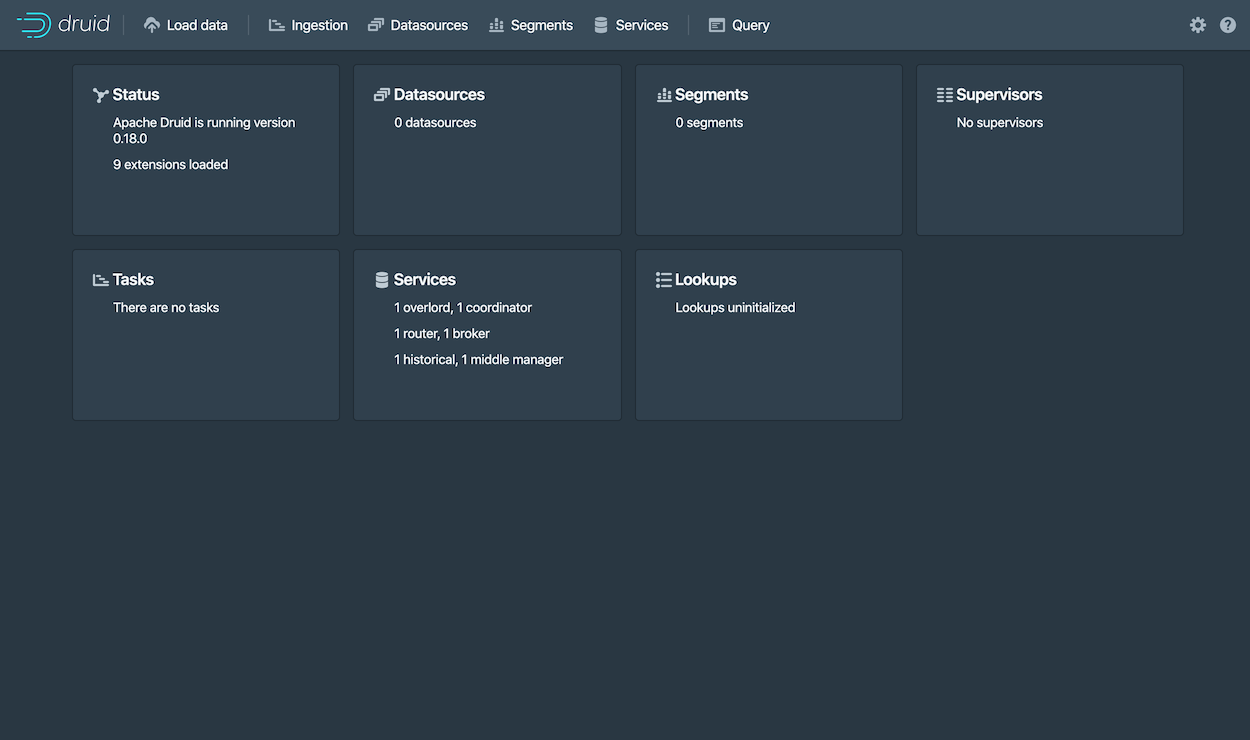 druid
Load data
Ingestion
Datasources
Segments
Services
Query
Status
Apache Druid is running version
0.18.0
9 extensions loaded
Datasources
0 datasources
Segments
0 segments
Supervisors
No supervisors
Tasks
There are no tasks
Services
1 overlord, 1 coordinator
1 router, 1 broker
1 historical, 1 middle manager
Lookups
Lookups uninitialized